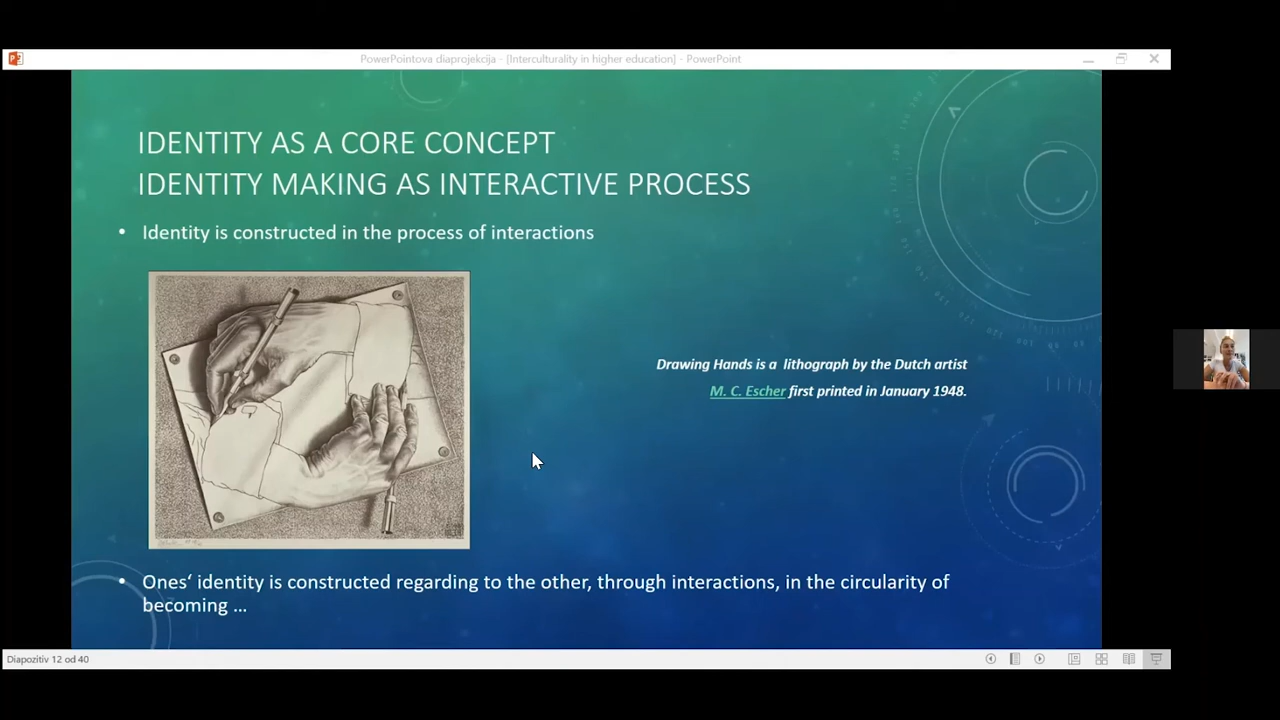 PowerPointova diaprojekcija - [Interculturality in higher education] - PowerPoint
IDENTITY AS A CORE CONCEPT
IDENTITY MAKING AS INTERACTIVE PROCESS
• Identity is constructed in the process of interactions
Drawing Hands is a lithograph by the Dutch artist
M. C. Escher first printed in January 1948.
• Ones‘ identity is constructed regarding to the other, through interactions, in the circularity of
becoming ...
Diapozitiv 12 od 40